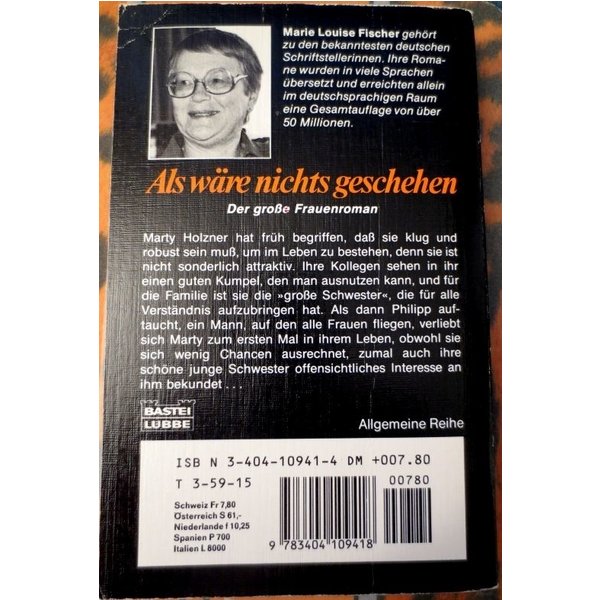 Marie Louise Fischer gehört
zu den bekanntesten deutschen
Schriftstellerinnen. Ihre Roma-
ne wurden in viele Sprachen
übersetzt und erreichten allein
im deutschsprachigen Raum
eine Gesamtauflage von über
50 Millionen.
Als wäre nichts geschehen
Der große Frauenroman
Marty Holzner hat früh begriffen, daß sie klug und
robust sein muß, um im Leben zu bestehen, denn sie ist
nicht sonderlich attraktiv. Ihre Kollegen sehen in ihr
einen guten Kumpel, den man ausnutzen kann, und für
die Familie ist sie die »große Schwester«, die für alle
Verständnis aufzubringen hat. Als dann Philipp auf-
taucht, ein Mann, auf den alle Frauen fliegen, verliebt
sich Marty zum ersten Mal in ihrem Leben, obwohl sie
sich wenig Chancen ausrechnet, zumal auch ihre
schöne junge Schwester offensichtliches Interesse an
ihm bekundet . . .
BASTEI
LÜBBE
Allgemeine Reihe
ISB N 3-404-10941-4 DM +007.80
T 3-59-15
00780
Schweiz Fr 7,80
Österreich S 61,-
Niederlande f 10,25
Spanien P 700
Italien L 8000
9 783404 109418